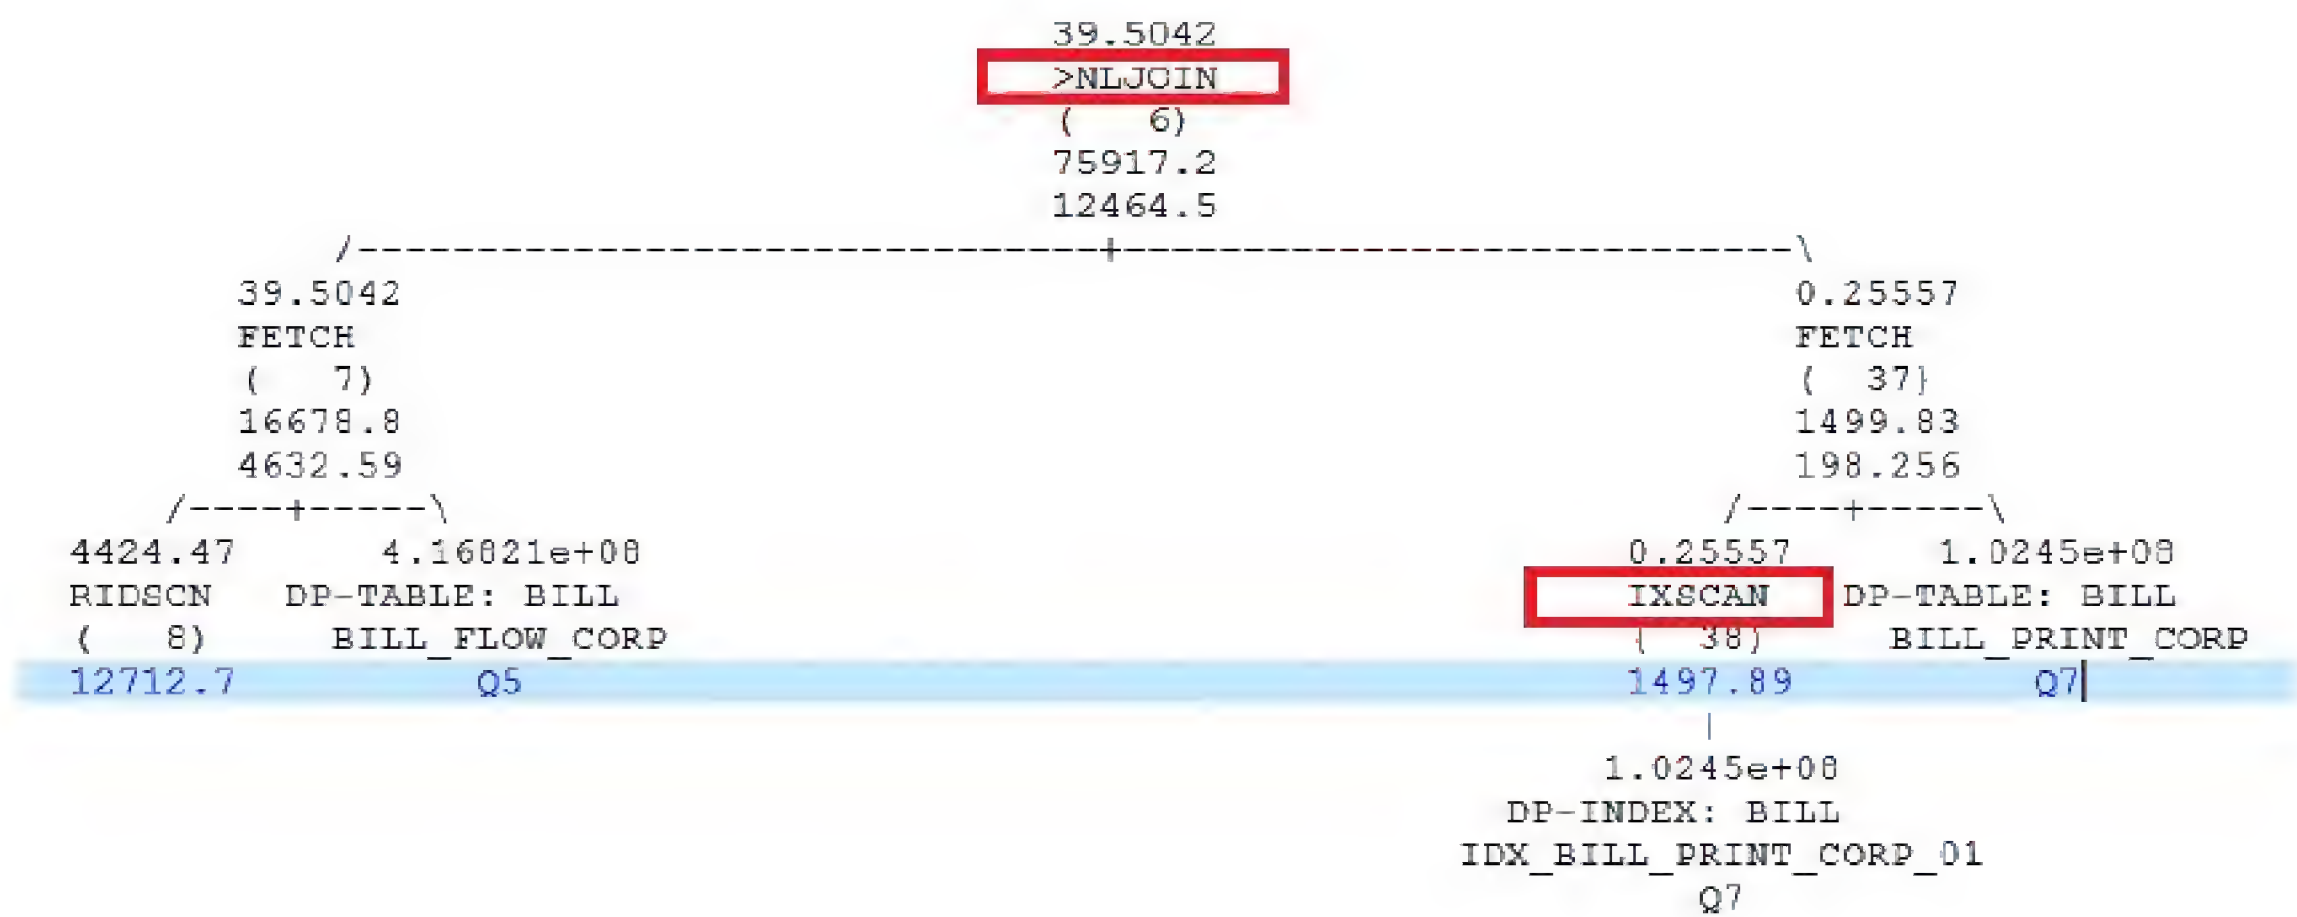 39.5042
>NLJOIN
(   6)
75917.2
12464.5
/------------------------------+---------------------------\
39.5042                                  0.25557
FETCH                                    FETCH
(   7)                                   (  37)
16678.8                                  1499.83
4632.59                                  198.256
/----+-----\                             /----+-----\
4424.47      4.16821e+08                 0.25557      1.0245e+08
RIDSCN   DP-TABLE: BILL                  IXSCAN   DP-TABLE: BILL
(   8)     BILL_FLOW_CORP                (  38)     BILL_PRINT_CORP
12712.7          Q5                      1497.89          Q7
|
1.0245e+08
DP-INDEX: BILL
IDX_BILL_PRINT_CORP_01
Q7